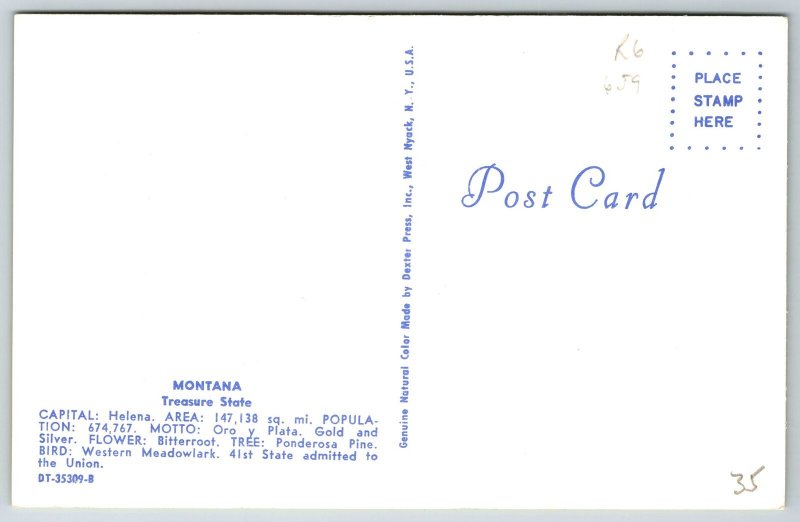 R6
659
PLACE
STAMP
HERE
Post Card
Genuine Natural Color Made by Dexter Press, Inc., West Nyack, N. Y., U.S.A.
MONTANA
Treasure State
CAPITAL: Helena. AREA: 147,138 sq. mi. POPULA-
TION: 674,767. MOTTO: Oro y Plata. Gold and
Silver. FLOWER: Bitterroot. TREE: Ponderosa Pine.
BIRD: Western Meadowlark. 41st State admitted to
the Union.
DT-35309-B
35